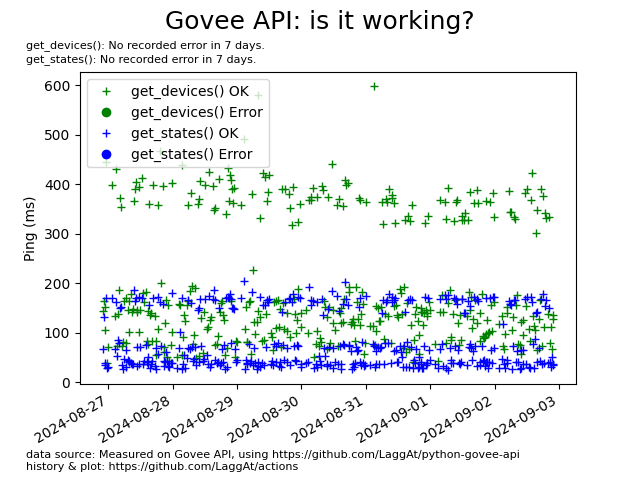 Govee API: is it working?
get_devices(): No recorded error in 7 days.
get_states(): No recorded error in 7 days.
get_devices() OK
get_devices() Error
get_states() OK
get_states() Error
Ping (ms)
600
500
400
300
200
100
0
2024-08-27
2024-08-28
2024-08-29
2024-08-30
2024-08-31
2024-09-01
2024-09-02
2024-09-03
data source: Measured on Govee API, using https://github.com/LaggAt/python-govee-api
history & plot: https://github.com/LaggAt/actions